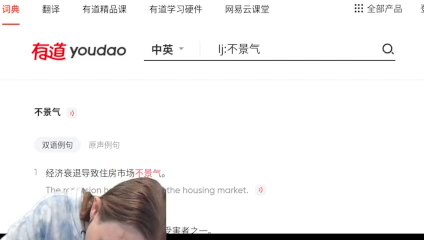 词典 翻译 有道精品课 有道学习硬件 网易云课堂 全部产品
有道 youdao 中英 lj:不景气
不景气
双语例句 原声例句
1 经济衰退导致住房市场不景气。
The the housing market.
受害者之一。